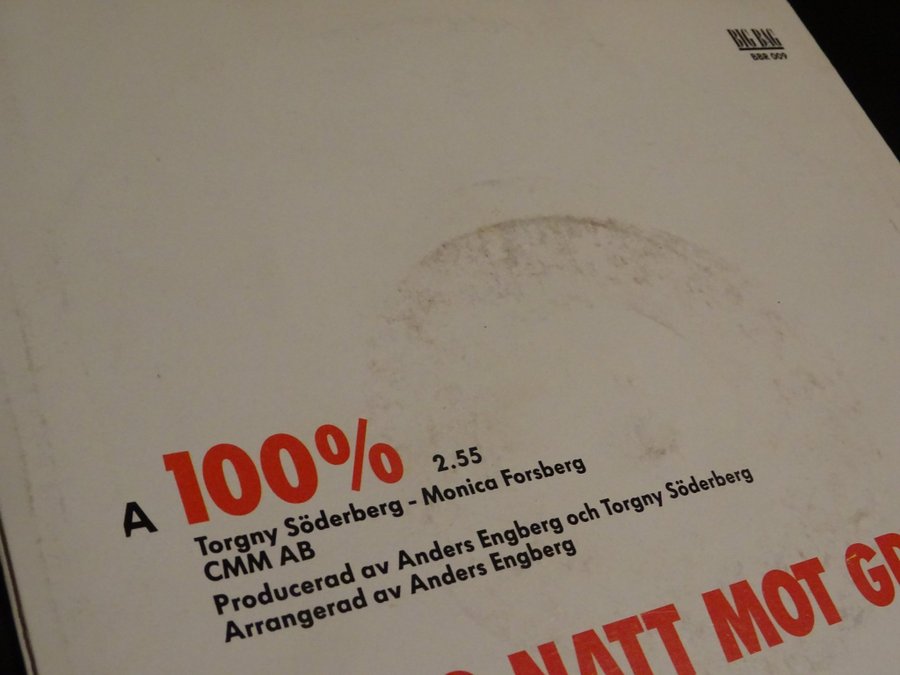 BIG BAG
BBR 009
A 100% 2.55
Torgny Söderberg - Monica Forsberg
CMM AB
Producerad av Anders Engberg och Torgny Söderberg
Arrangerad av Anders Engberg
NATT MOT